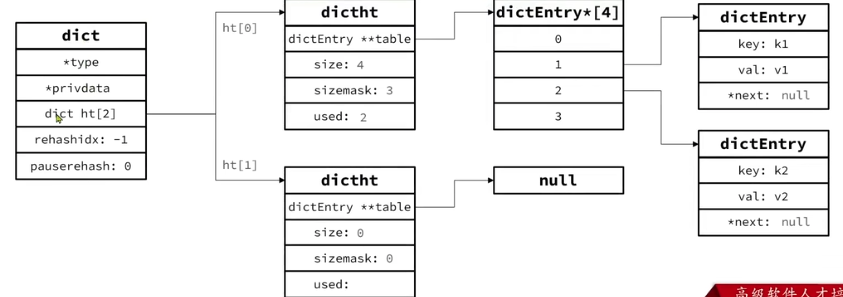 dict
*type
*privdata
dict ht[2]
rehashidx: -1
pauserehash: 0
ht[0]
dictht
dictEntry **table
size: 4
sizemask: 3
used: 2
dictEntry*[4]
0
1
2
3
dictEntry
key: k1
val: v1
*next: null
dictEntry
key: k2
val: v2
*next: null
ht[1]
dictht
dictEntry **table
size: 0
sizemask: 0
used:
null
高级软件人才培